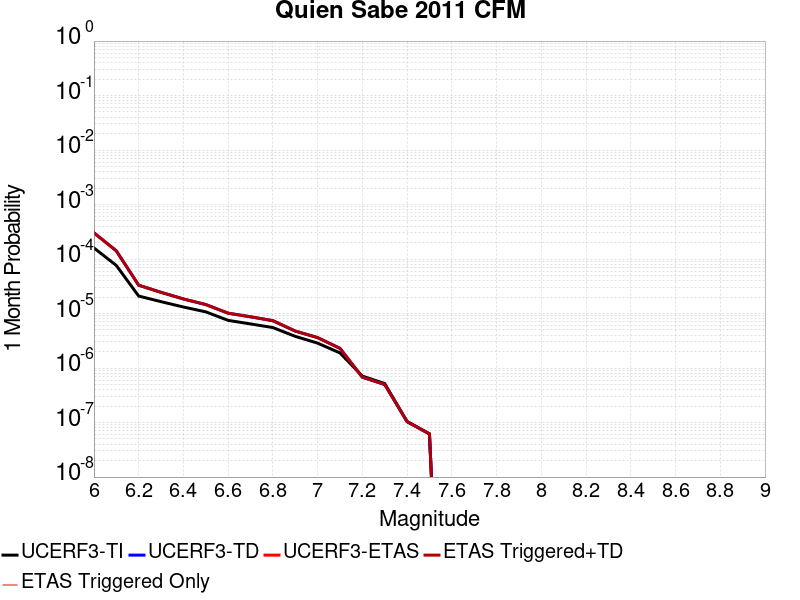 Quien Sabe 2011 CFM
10^0
10^-1
10^-2
10^-3
10^-4
10^-5
10^-6
10^-7
10^-8
1 Month Probability
6 6.2 6.4 6.6 6.8 7 7.2 7.4 7.6 7.8 8 8.2 8.4 8.6 8.8 9
Magnitude
UCERF3-TI UCERF3-TD UCERF3-ETAS ETAS Triggered+TD
ETAS Triggered Only